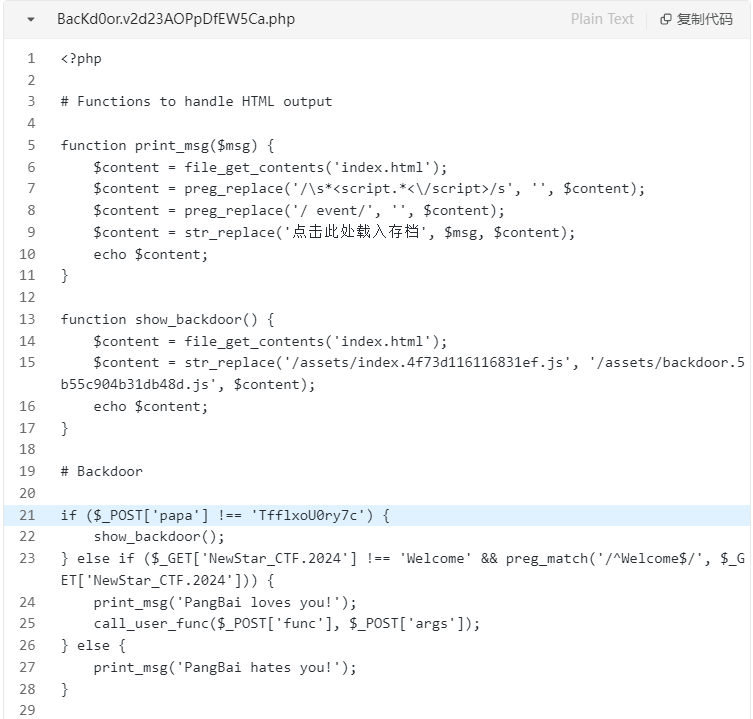 BacKd0or.v2d23AOPpDfEW5Ca.php
Plain Text
复制代码
1 <?php
2
3 # Functions to handle HTML output
4
5 function print_msg($msg) {
6     $content = file_get_contents('index.html');
7     $content = preg_replace('/\s*<script.*<\/script>/s', '', $content);
8     $content = preg_replace('/ event/', '', $content);
9     $content = str_replace('点击此处载入存档', $msg, $content);
10     echo $content;
11 }
12
13 function show_backdoor() {
14     $content = file_get_contents('index.html');
15     $content = str_replace('/assets/index.4f73d116116831ef.js', '/assets/backdoor.5
b55c904b31db48d.js', $content);
16     echo $content;
17 }
18
19 # Backdoor
20
21 if ($_POST['papa'] !== 'TfflxoU0ry7c') {
22     show_backdoor();
23 } else if ($_GET['NewStar_CTF.2024'] !== 'Welcome' && preg_match('/^Welcome$/', $_G
ET['NewStar_CTF.2024'])) {
24     print_msg('PangBai loves you!');
25     call_user_func($_POST['func'], $_POST['args']);
26 } else {
27     print_msg('PangBai hates you!');
28 }
29